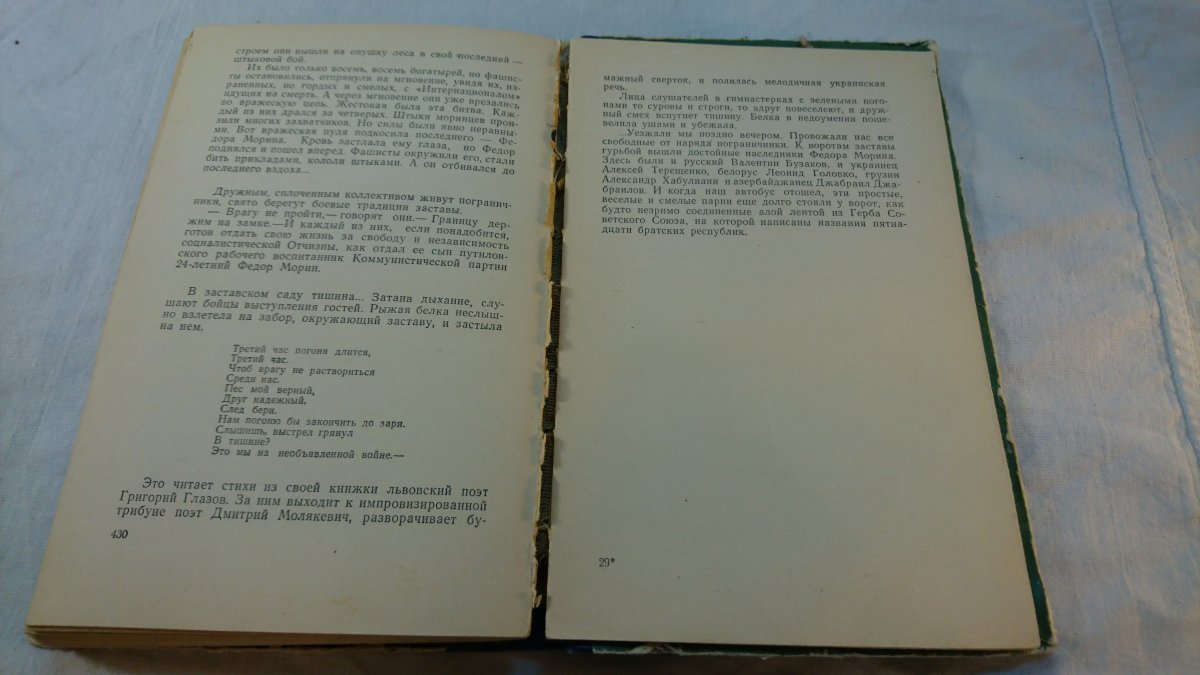 строем они вышли на опушку леса в свой последний —
штыковой бой.
Их было только восемь, восемь богатырей, но фашис-
ты остановились, отпрянули на мгновение, увидя их, из-
раненных, но гордых и смелых, с «Интернационалом»
идущих на смерть. А через мгновение они уже врезались
во вражескую цепь. Жестокая была эта битва. Каж-
дый из них дрался за четверых. Штыки моринцев прон-
зили многих захватчиков. Но силы были явно неравны-
ми. Вот вражеская пуля подкосила последнего — Фе-
дора Морина. Кровь застлала ему глаза, но Федор
поднялся и пошел вперед. Фашисты окружили его, стали
бить прикладами, кололи штыками. А он отбивался до
последнего вздоха...
Дружным, сплоченным коллективом живут погранич-
ники, свято берегут боевые традиции заставы.
— Врагу не пройти,— говорят они.— Границу дер-
жим на замке.—И каждый из них, если понадобится,
готов отдать свою жизнь за свободу и независимость
социалистической Отчизны, как отдал ее сын путилов-
ского рабочего воспитанник Коммунистической партии
24-летний Федор Морин.
В заставском саду тишина... Затаив дыхание, слу-
шают бойцы выступления гостей. Рыжая белка неслыш-
но взлетела на забор, окружающий заставу, и застыла
на нем.
Третий час погоня длится,
Третий час.
Чтоб врагу не раствориться
Среди нас.
Пес мой верный,
Друг надежный,
След бери.
Нам погоню бы закончить до зари.
Слышишь, выстрел грянул
В тишине?
Это мы на необъявленной войне.—
Это читает стихи из своей книжки львовский поэт
Григорий Глазов. За ним выходит к импровизированной
трибуне поэт Дмитрий Молякевич, разворачивает бу-
430
мажный сверток, и полилась мелодичная украинская
речь.
Лица слушателей в гимнастерках с зелеными пого-
нами то суровы и строги, то вдруг повеселеют, и друж-
ный смех вспугнет тишину. Белка в недоумении поше-
велила ушами и убежала.
...Уезжали мы поздно вечером. Провожали нас все
свободные от наряда пограничники. К воротам заставы
гурьбой вышли достойные наследники Федора Морина.
Здесь были и русский Валентин Бузаков, и украинец
Алексей Терещенко, белорус Леонид Головко, грузин
Александр Хабулиани и азербайджанец Джабраил Джа-
браилов. И когда наш автобус отошел, эти простые,
веселые и смелые парни еще долго стояли у ворот, как
будто незримо соединенные алой лентой из Герба Со-
ветского Союза, на которой написаны названия пятна-
дцати братских республик.
29*